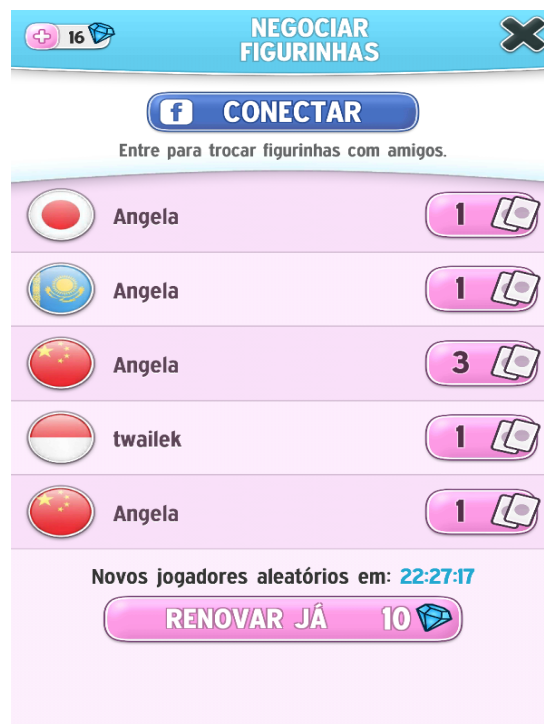 16
NEGOCIAR
FIGURINHAS
f CONECTAR
Entre para trocar figurinhas com amigos.
Angela 1
Angela 1
Angela 3
twailek 1
Angela 1
Novos jogadores aleatórios em: 22:27:17
RENOVAR JÁ 10